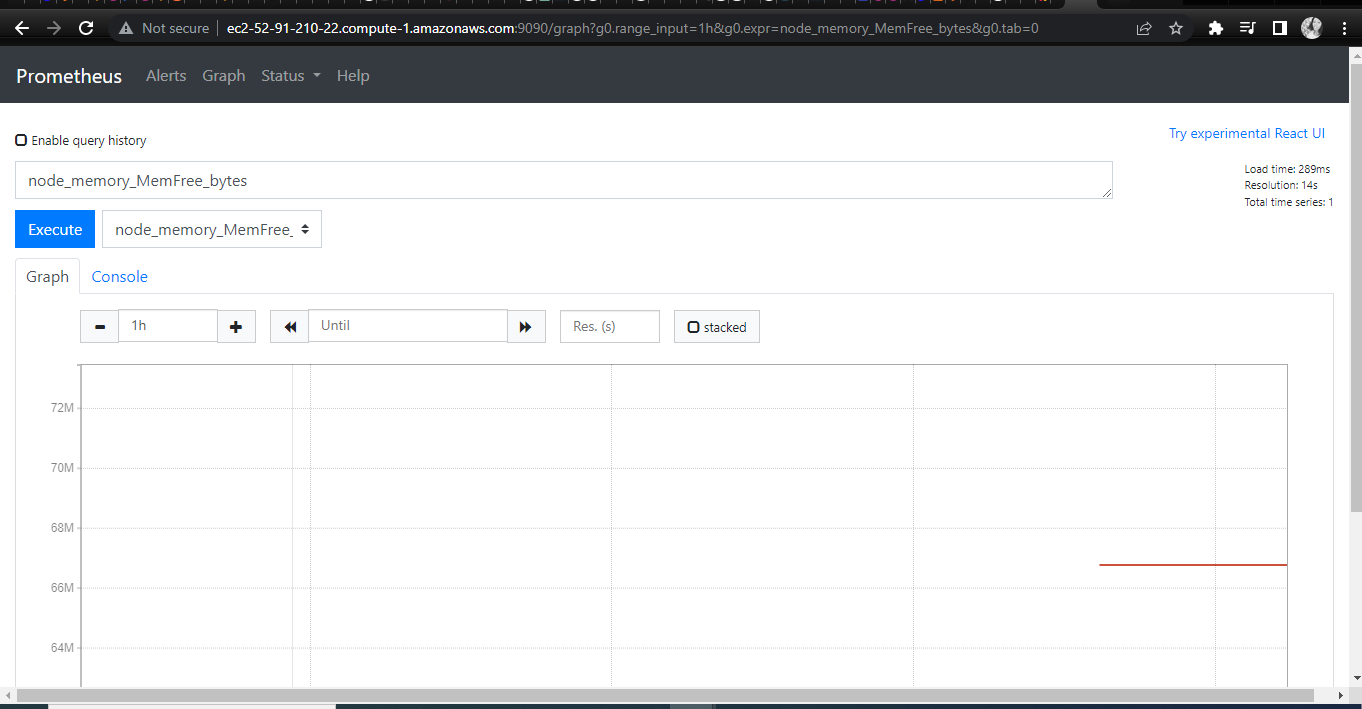 Not secure ec2-52-91-210-22.compute-1.amazonaws.com:9090/graph?g0.range_input=1h&g0.expr=node_memory_MemFree_bytes&g0.tab=0
Prometheus Alerts Graph Status Help
Enable query history
Try experimental React UI
node_memory_MemFree_bytes
Load time: 289ms
Resolution: 14s
Total time series: 1
Execute node_memory_MemFree_
Graph Console
1h Until Res. (s) stacked
72M
70M
68M
66M
64M